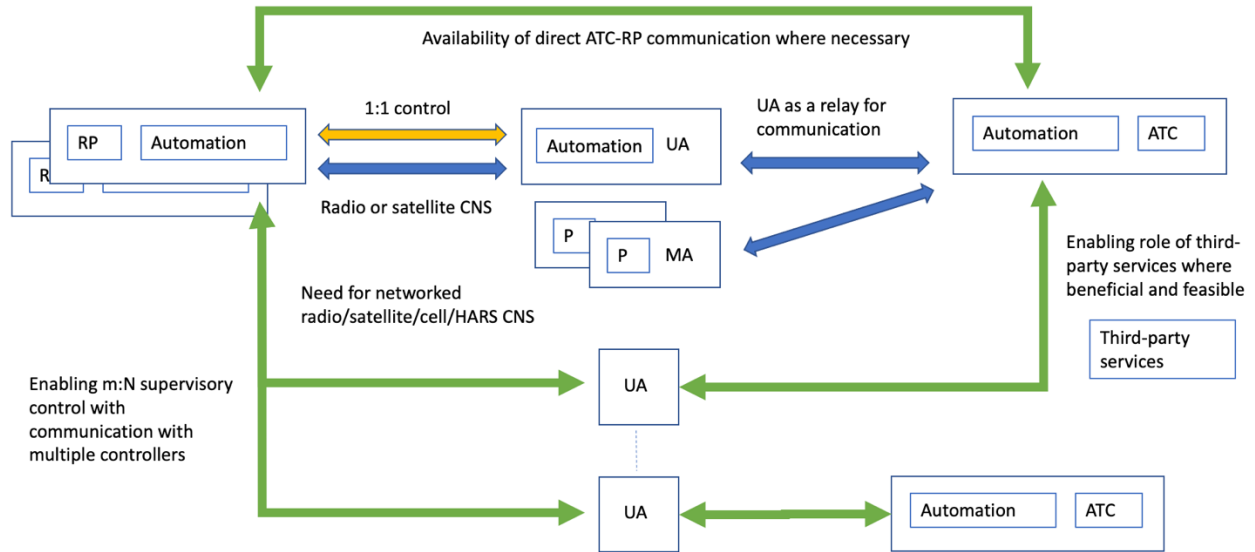 Availability of direct ATC-RP communication where necessary
1:1 control
UA as a relay for
communication
RP
Automation
Automation
UA
Automation
ATC
R
Radio or satellite CNS
P
P
MA
Enabling role of third-
party services where
beneficial and feasible
Need for networked
radio/satellite/cell/HARS CNS
Third-party
services
UA
Enabling m:N supervisory
control with
communication with
multiple controllers
UA
Automation
ATC